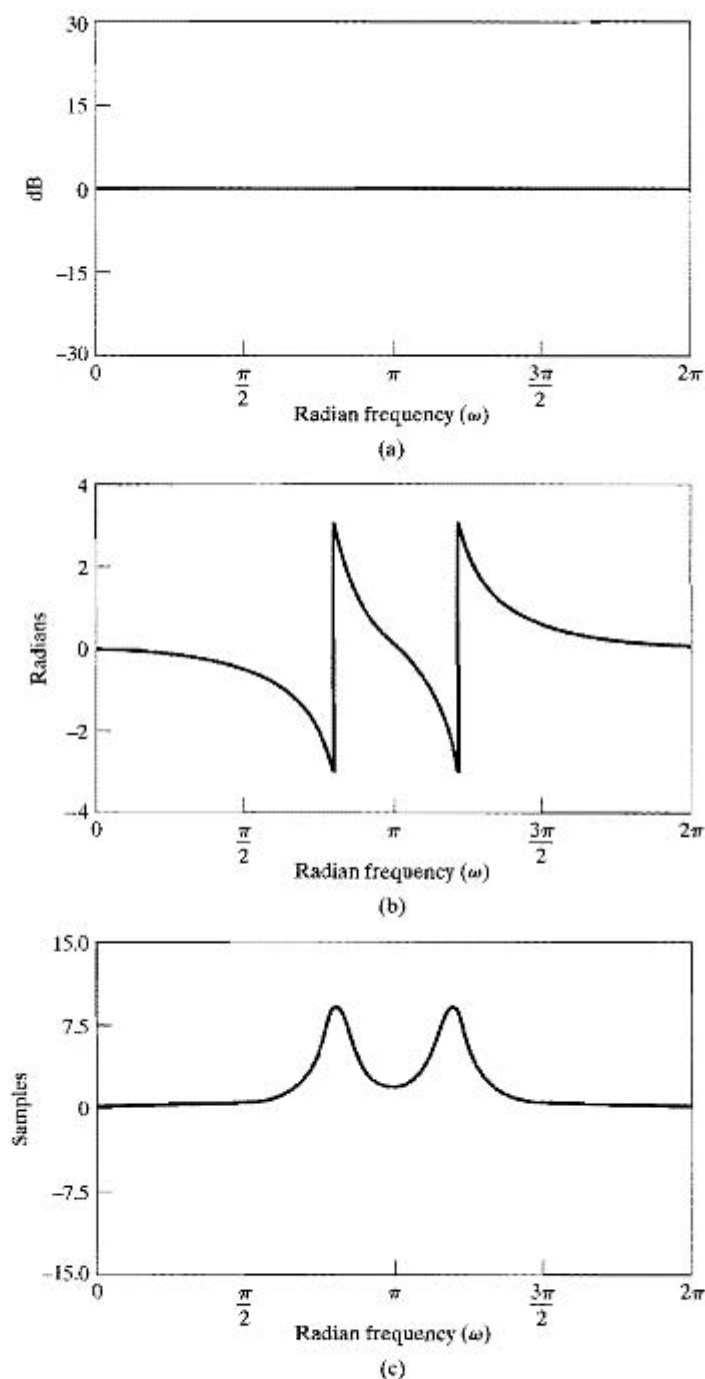 30
15
0
-15
-30
dB
0 π/2 π 3π/2 2π
Radian frequency (ω)
(a)
4
2
0
-2
-4
Radians
0 π/2 π 3π/2 2π
Radian frequency (ω)
(b)
15.0
7.5
0
-7.5
-15.0
Samples
0 π/2 π 3π/2 2π
Radian frequency (ω)
(c)